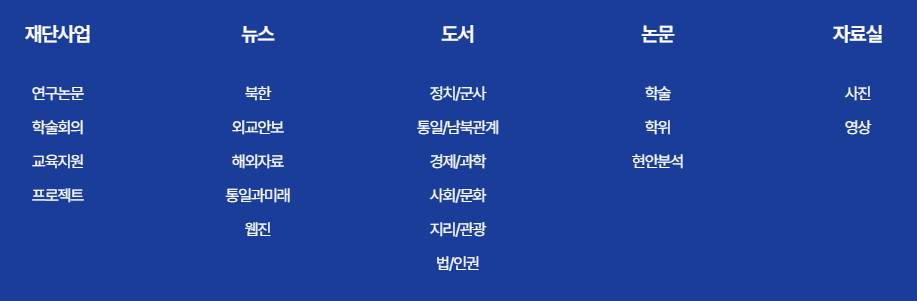 재단사업 뉴스 도서 논문 자료실
연구논문 북한 정치/군사 학술 사진
학술회의 외교안보 통일/남북관계 학위 영상
교육지원 해외자료 경제/과학 현안분석
프로젝트 통일과미래 사회/문화
웹진 지리/관광
법/인권